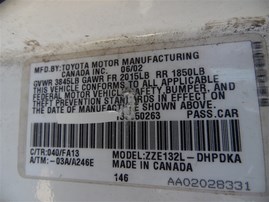 MFD.BY:TOYOTA MOTOR MANUFACTURING
CANADA INC. 06/02
GVWR 3845LB GAWR FR 2015LB RR 1850LB
THIS VEHICLE CONFORMS TO ALL APPLICABLE
FEDERAL MOTOR VEHICLE SAFETY AND
BUMPER STANDARDS IN EFFECT ON
THE DATE OF MANUFACTURE SHOWN ABOVE.
PASS.CAR
C/TR:040/FA13
MODEL:ZZE132L-DHPDKA
A/TM:-03A/A246E
MADE IN CANADA
146
AA02028331